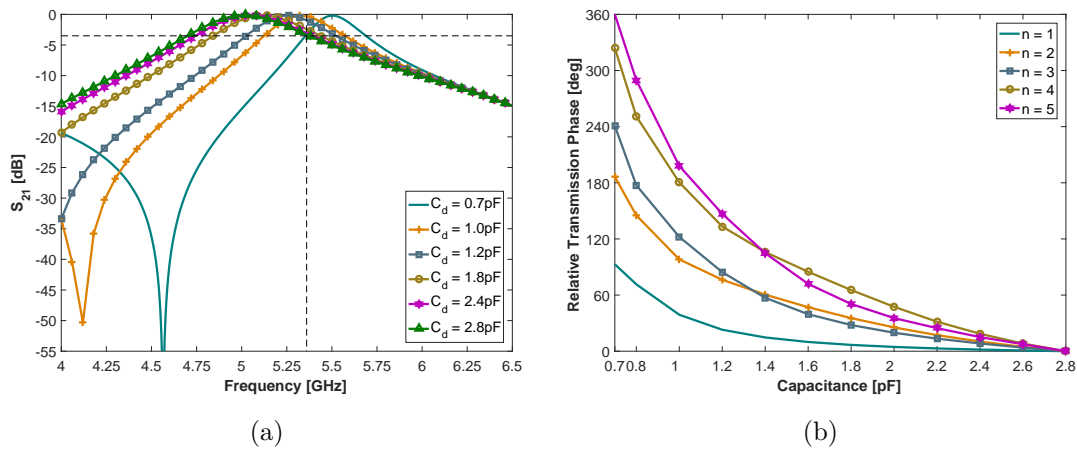 0
-5
-10
-15
-20
-25
-30
-35
-40
-45
-50
-55
S21 [dB]
4 4.25 4.5 4.75 5 5.25 5.5 5.75 6 6.25 6.5
Frequency [GHz]
Cd = 0.7pF
Cd = 1.0pF
Cd = 1.2pF
Cd = 1.8pF
Cd = 2.4pF
Cd = 2.8pF
(a)
360
300
240
180
120
60
0
Relative Transmission Phase [deg]
0.7 0.8 1 1.2 1.4 1.6 1.8 2 2.2 2.4 2.6 2.8
Capacitance [pF]
n = 1
n = 2
n = 3
n = 4
n = 5
(b)